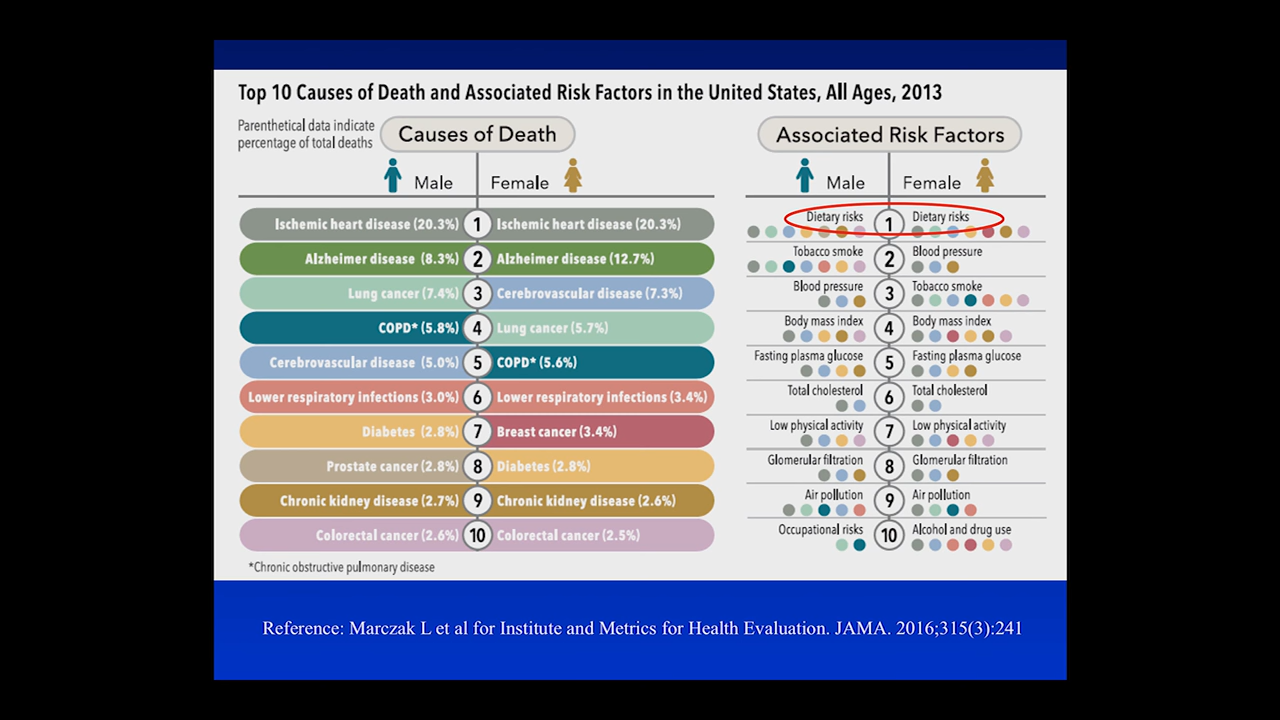 Top 10 Causes of Death and Associated Risk Factors in the United States, All Ages, 2013
Parenthetical data indicate
percentage of total deaths
Causes of Death
Male Female
Ischemic heart disease (20.3%) 1 Ischemic heart disease (20.3%)
Alzheimer disease (8.3%) 2 Alzheimer disease (12.7%)
Lung cancer (7.4%) 3 Cerebrovascular disease (7.3%)
COPD* (5.8%) 4 Lung cancer (5.7%)
Cerebrovascular disease (5.0%) 5 COPD* (5.6%)
Lower respiratory infections (3.0%) 6 Lower respiratory infections (3.4%)
Diabetes (2.8%) 7 Breast cancer (3.4%)
Prostate cancer (2.8%) 8 Diabetes (2.8%)
Chronic kidney disease (2.7%) 9 Chronic kidney disease (2.6%)
Colorectal cancer (2.6%) 10 Colorectal cancer (2.5%)
*Chronic obstructive pulmonary disease
Associated Risk Factors
Male Female
Dietary risks 1 Dietary risks
Tobacco smoke 2 Blood pressure
Blood pressure 3 Tobacco smoke
Body mass index 4 Body mass index
Fasting plasma glucose 5 Fasting plasma glucose
Total cholesterol 6 Total cholesterol
Low physical activity 7 Low physical activity
Glomerular filtration 8 Glomerular filtration
Air pollution 9 Air pollution
Occupational risks 10 Alcohol and drug use
Reference: Marczak L et al for Institute and Metrics for Health Evaluation. JAMA. 2016;315(3):241